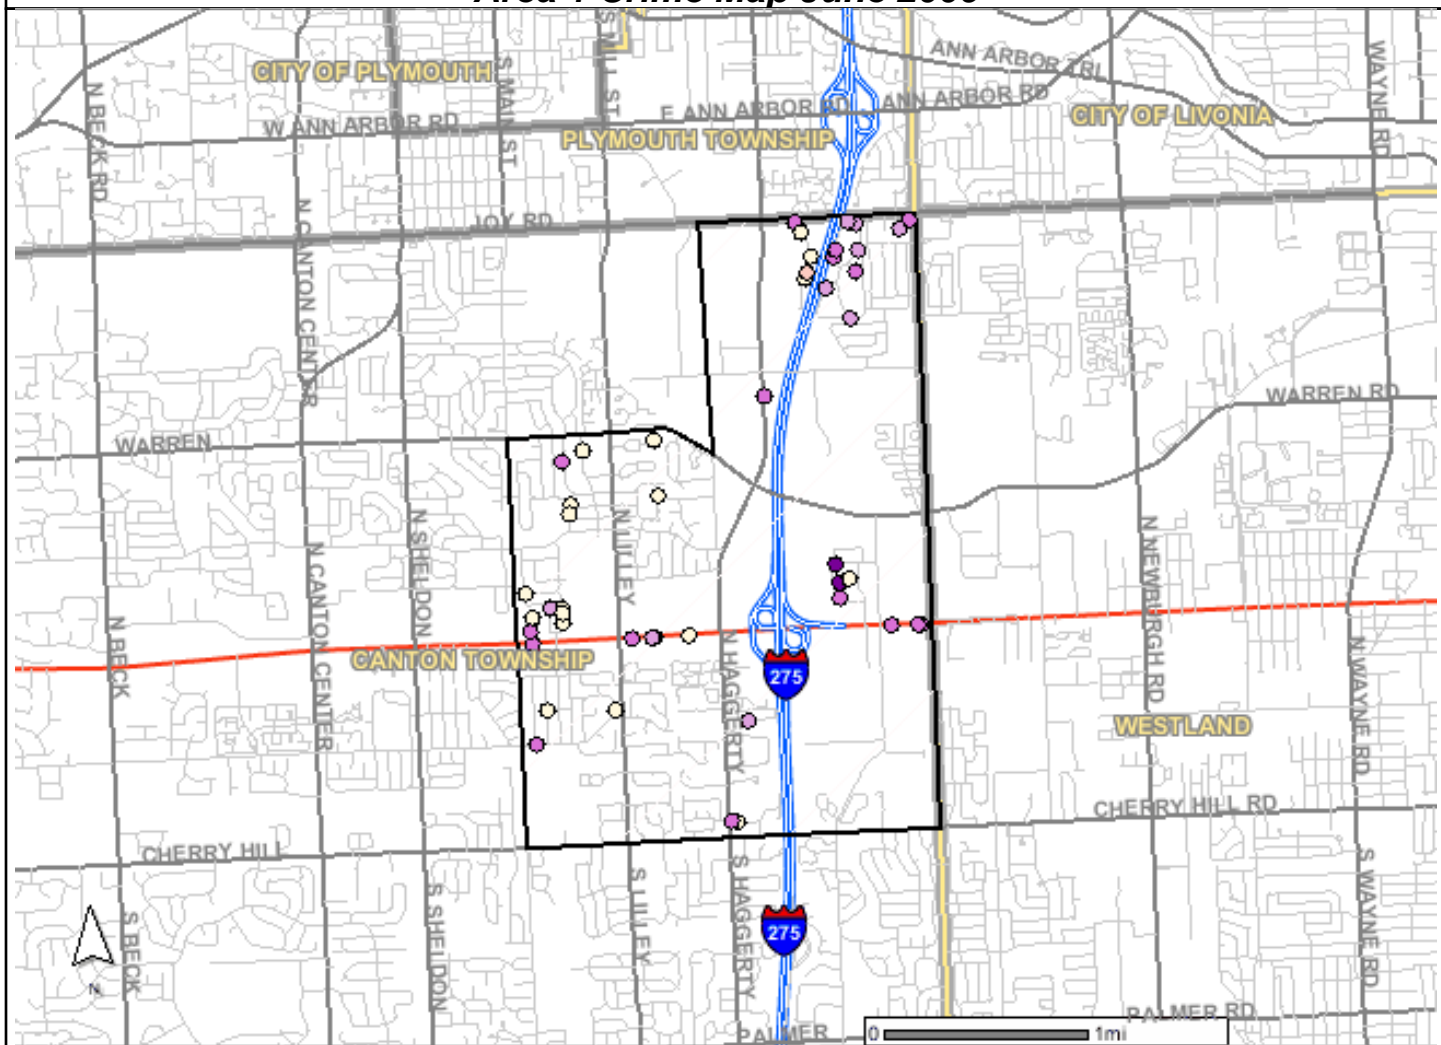 CITY OF PLYMOUTH
ANN ARBOR TRL
S MAIN ST
S MILL ST
N BECK RD
W ANN ARBOR RD
E ANN ARBOR RD
ANN ARBOR RD
CITY OF LIVONIA
WAYNE RD
PLYMOUTH TOWNSHIP
JOY RD
N CANTON CENTER
WARREN RD
WARREN
N SHELDON
N LILLEY
N CANTON CENTER
N BECK
N NEWBURGH RD
N WAYNE RD
CANTON TOWNSHIP
N HAGGERTY
275
WESTLAND
CHERRY HILL RD
CHERRY HILL
S BECK
S SHELDON
S LILLEY
S HAGGERTY
275
S WAYNE RD
N
PALMER RD
PALMER
0 1mi